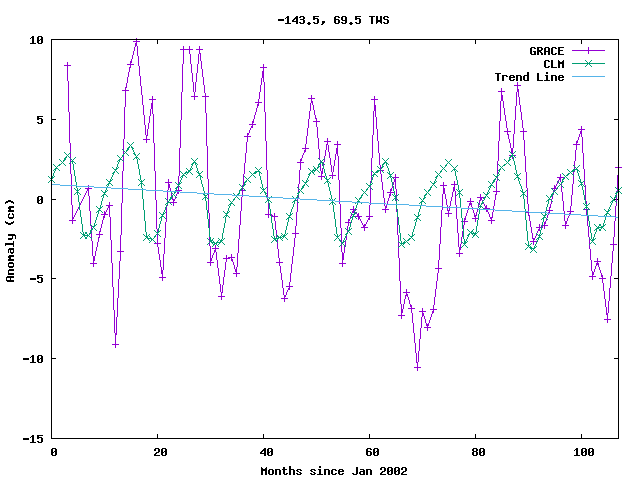 -143.5, 69.5 TWS
GRACE
CLM
Trend Line
10
5
0
-5
-10
-15
Anomaly (cm)
0 20 40 60 80 100
Months since Jan 2002